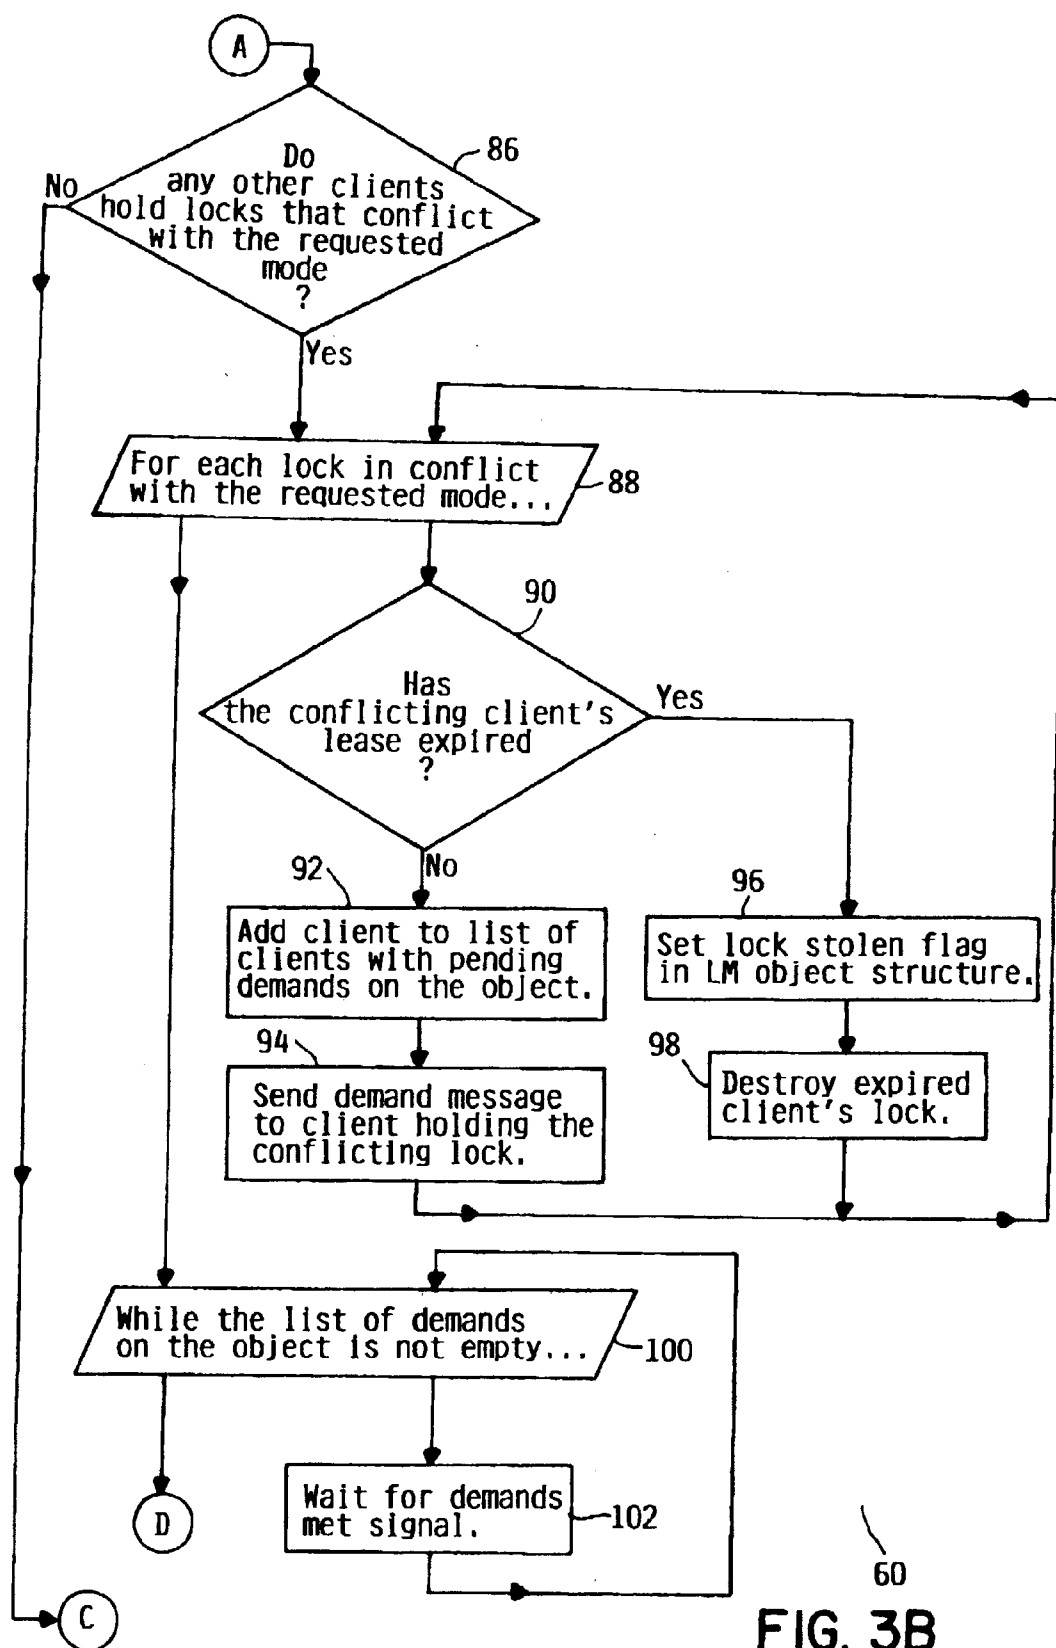 A
Do
any other clients
hold locks that conflict
with the requested
mode
?
86
No
Yes
For each lock in conflict
with the requested mode...
88
90
Has
the conflicting client's
lease expired
?
Yes
No
92
Add client to list of
clients with pending
demands on the object.
96
Set lock stolen flag
in LM object structure.
94
Send demand message
to client holding the
conflicting lock.
98
Destroy expired
client's lock.
While the list of demands
on the object is not empty...
100
Wait for demands
met signal.
102
D
C
60
FIG. 3B